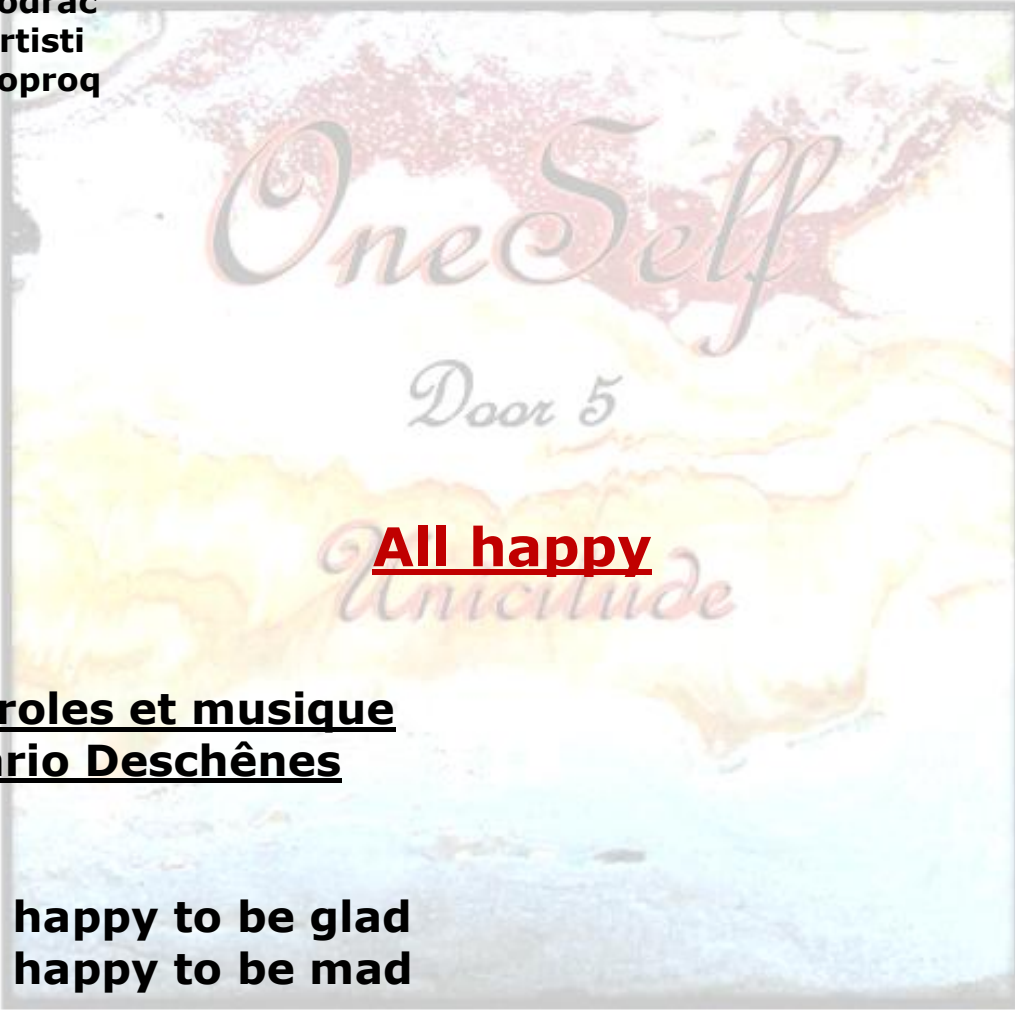 odrac
rtisti
oproq
OneSelf
Door 5
All happy
Unicitude
roles et musique
rio Deschênes
happy to be glad
happy to be mad